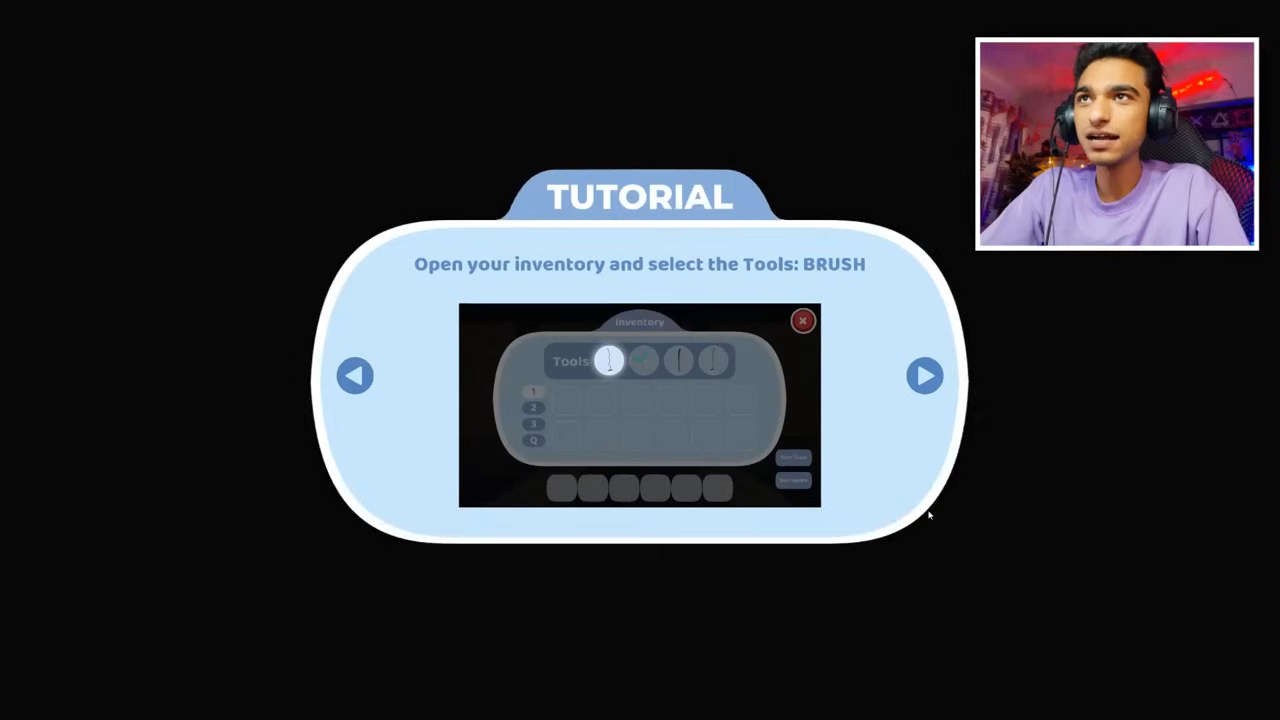 TUTORIAL
Open your inventory and select the Tools: BRUSH
Inventory
Tools
1
2
3
Q